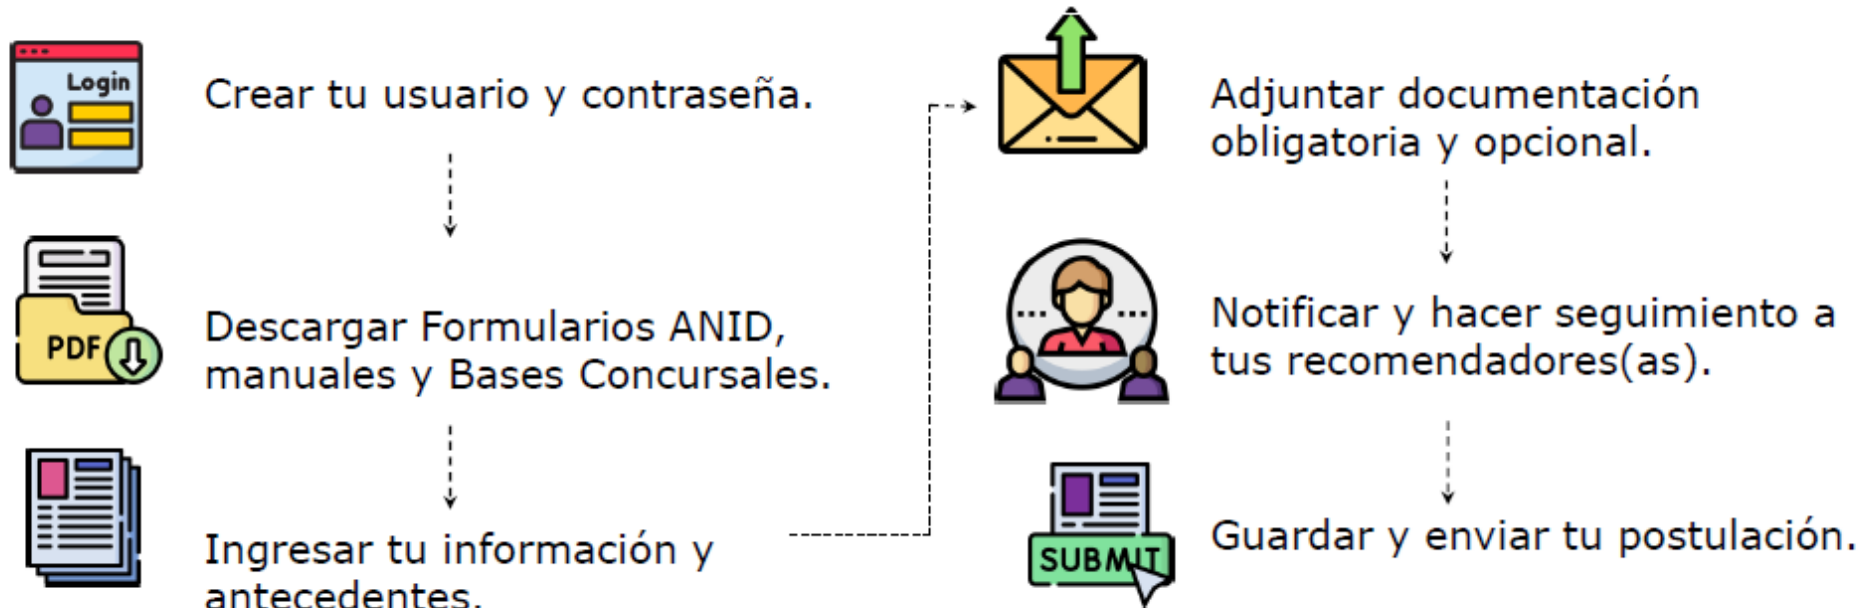 Login
Crear tu usuario y contraseña.
PDF
Descargar Formularios ANID,
manuales y Bases Concursales.
Ingresar tu información y
antecedentes.
Adjuntar documentación
obligatoria y opcional.
Notificar y hacer seguimiento a
tus recomendadores(as).
SUBMIT
Guardar y enviar tu postulación.